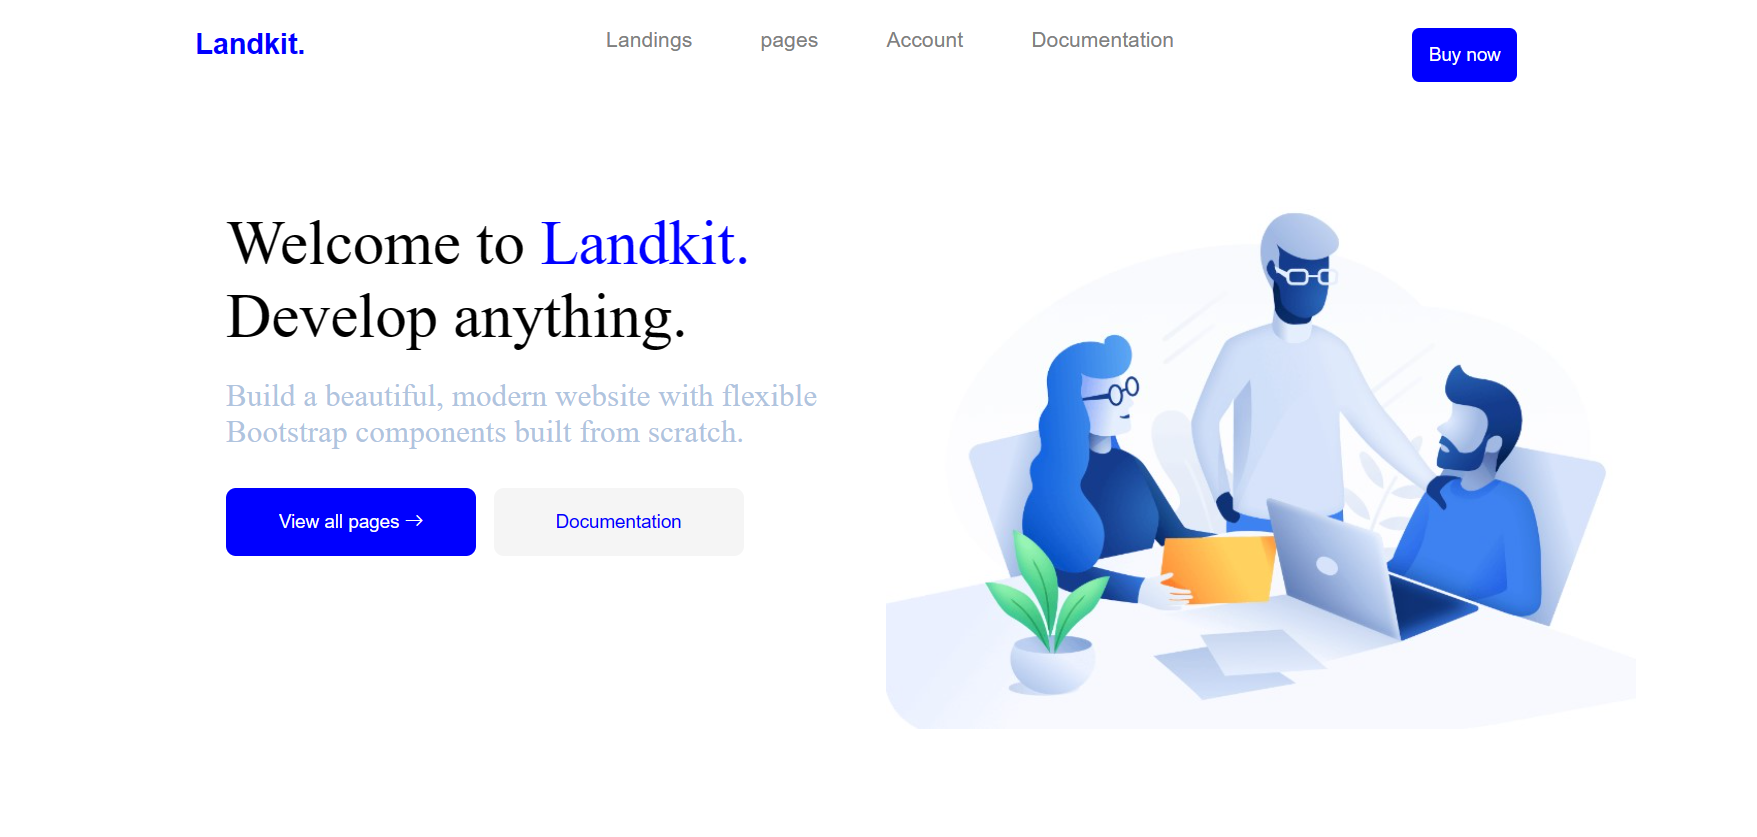 Landkit.
Landings pages Account Documentation
Buy now
Welcome to Landkit.
Develop anything.
Build a beautiful, modern website with flexible
Bootstrap components built from scratch.
View all pages →
Documentation